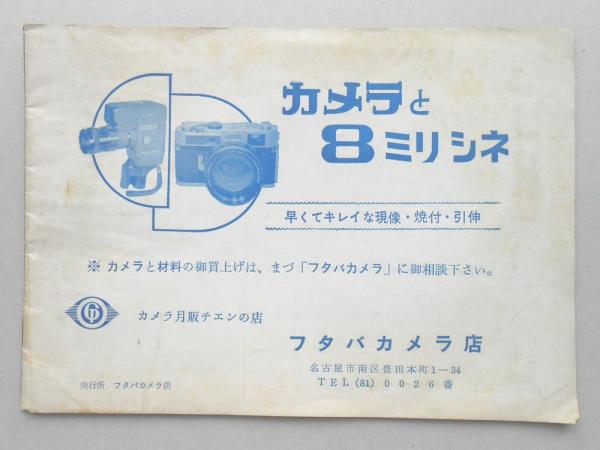 カメラと
8ミリシネ
早くてキレイな現像・焼付・引伸
※ カメラと材料の御買上げは、まづ「フタバカメラ」に御相談下さい。
カメラ月販チエンの店
フタバカメラ店
名古屋市南区豊田本町1―34
TEL(81)0026番
発行所 フタバカメラ店